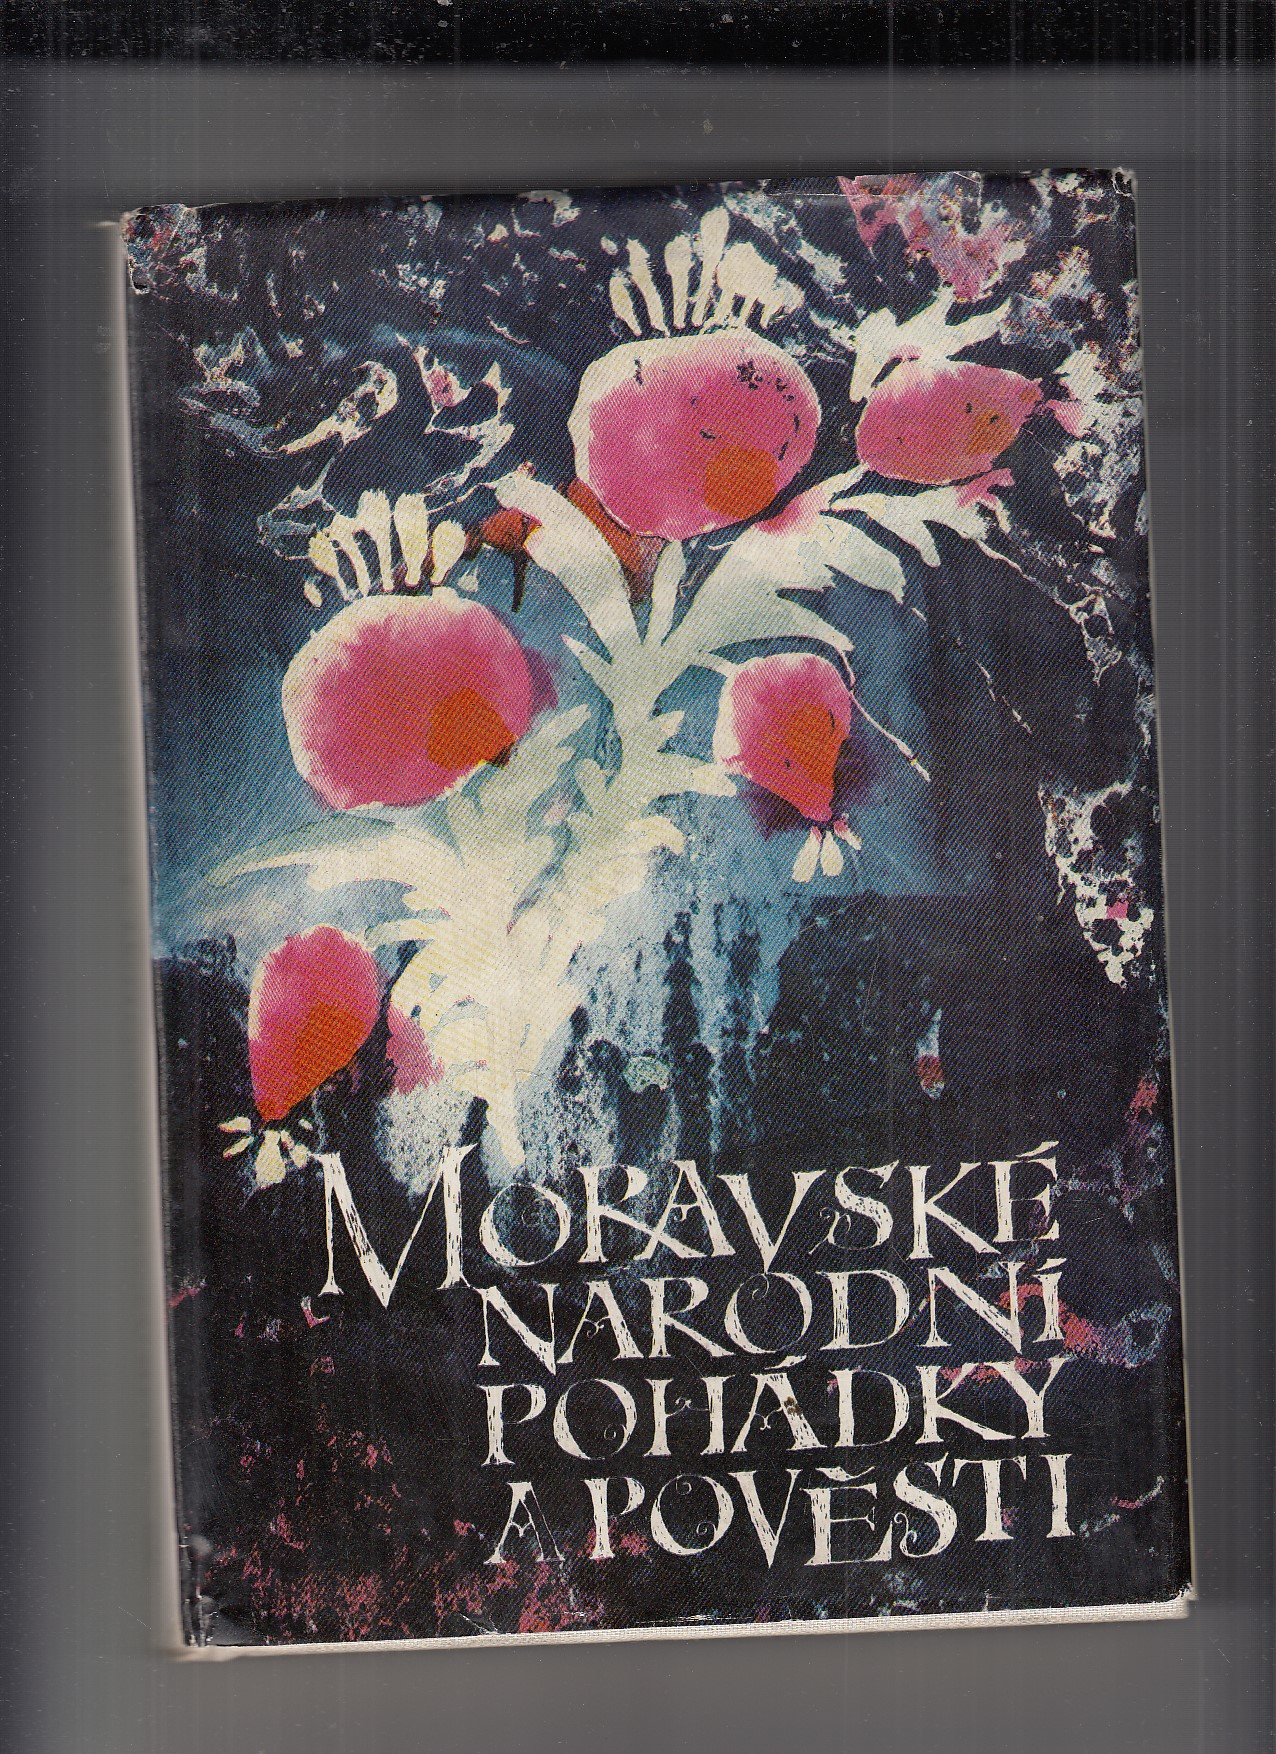 MORAVSKÉ
NÁRODNÍ
POHÁDKY
A POVĚSTI